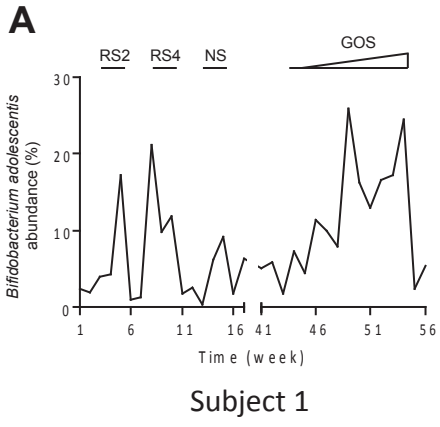 A
RS2 RS4 NS GOS
Bifidobacterium adolescentis
abundance (%)
30
20
10
0
1 6 11 16 41 46 51 56
Time (week)
Subject 1